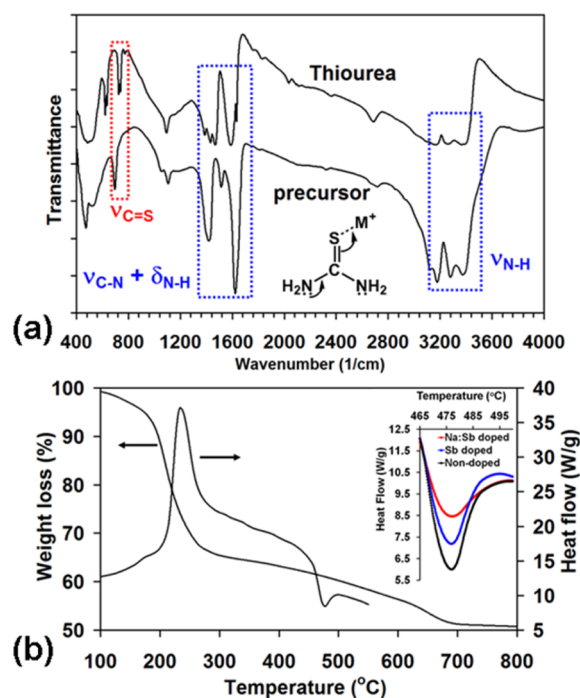 Thiourea
Transmittance
precursor
νC=S
S M+
C
H2N NH2
νC-N + δN-H
νN-H
(a)
400 800 1200 1600 2000 2400 2800 3200 3600 4000
Wavenumber (1/cm)
Temperature (oC)
465 475 485 495
100
90
80
70
60
50
Weight loss (%)
12.5
11.5
10.5
9.5
8.5
7.5
6.5
5.5
Heat Flow (W/g)
Na:Sb doped
Sb doped
Non-doped
40
35
30
25
20
15
10
5
Heat flow (W/g)
(b)
100 200 300 400 500 600 700 800
Temperature (oC)